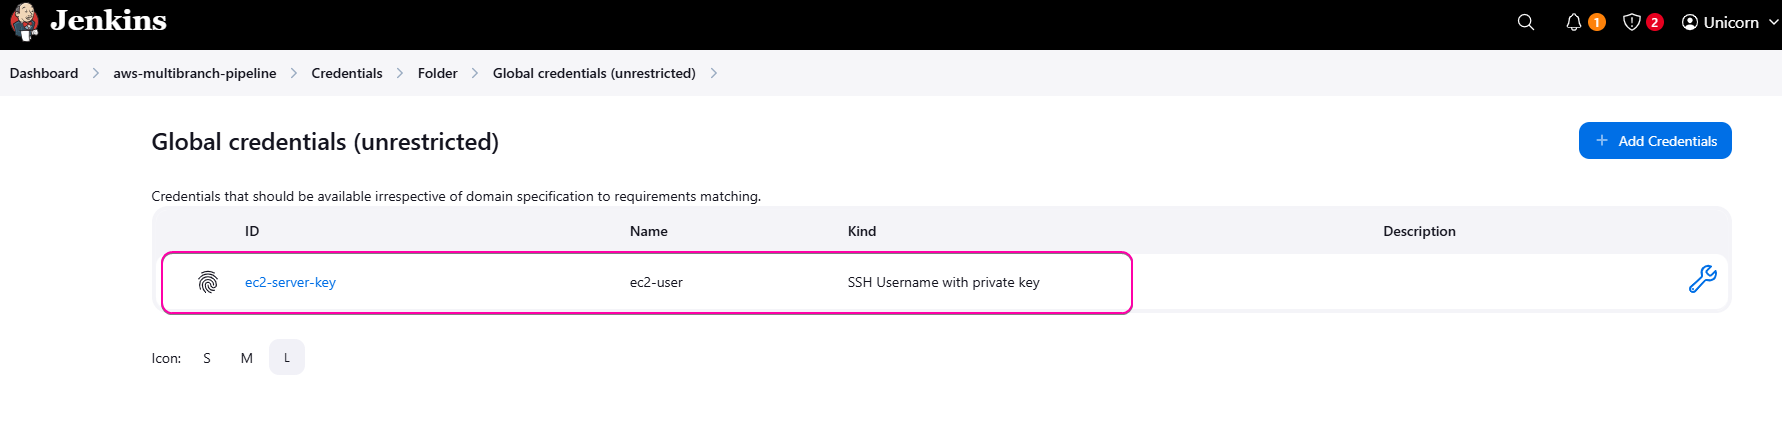 Jenkins
1
2
Unicorn
Dashboard > aws-multibranch-pipeline > Credentials > Folder > Global credentials (unrestricted) >
Global credentials (unrestricted)
+ Add Credentials
Credentials that should be available irrespective of domain specification to requirements matching.
ID Name Kind Description
ec2-server-key ec2-user SSH Username with private key
Icon: S M L